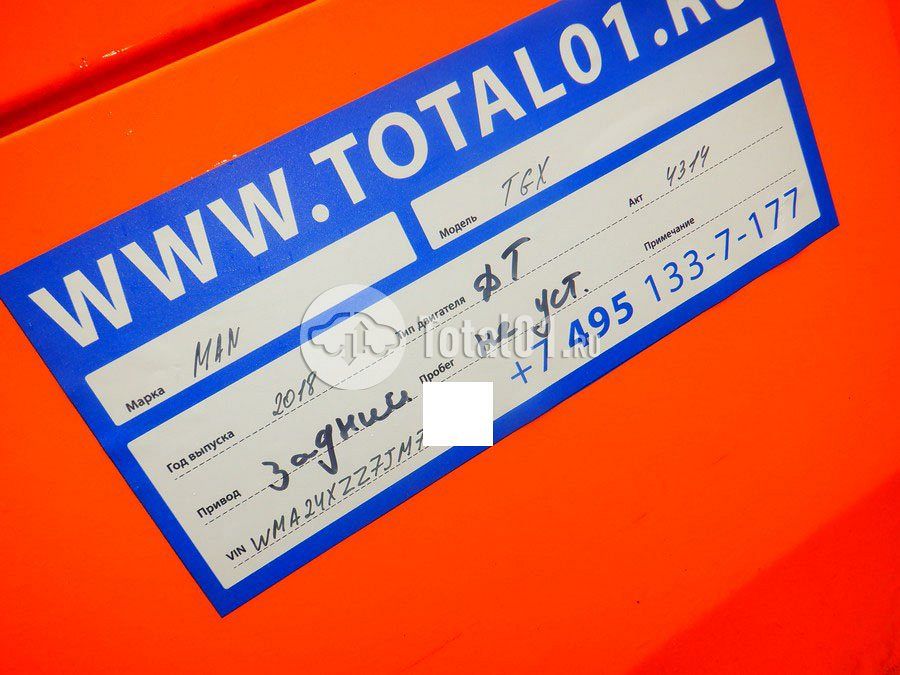 WWW.TOTAL01.RU
Марка MAN Модель TGX
Год выпуска 2018 Тип двигателя ДТ Акт 4314
Привод Задний Пробег не уст. Примечание
VIN WMA24XZZ7JM7
+7 495 133-7-177
Total01.RU